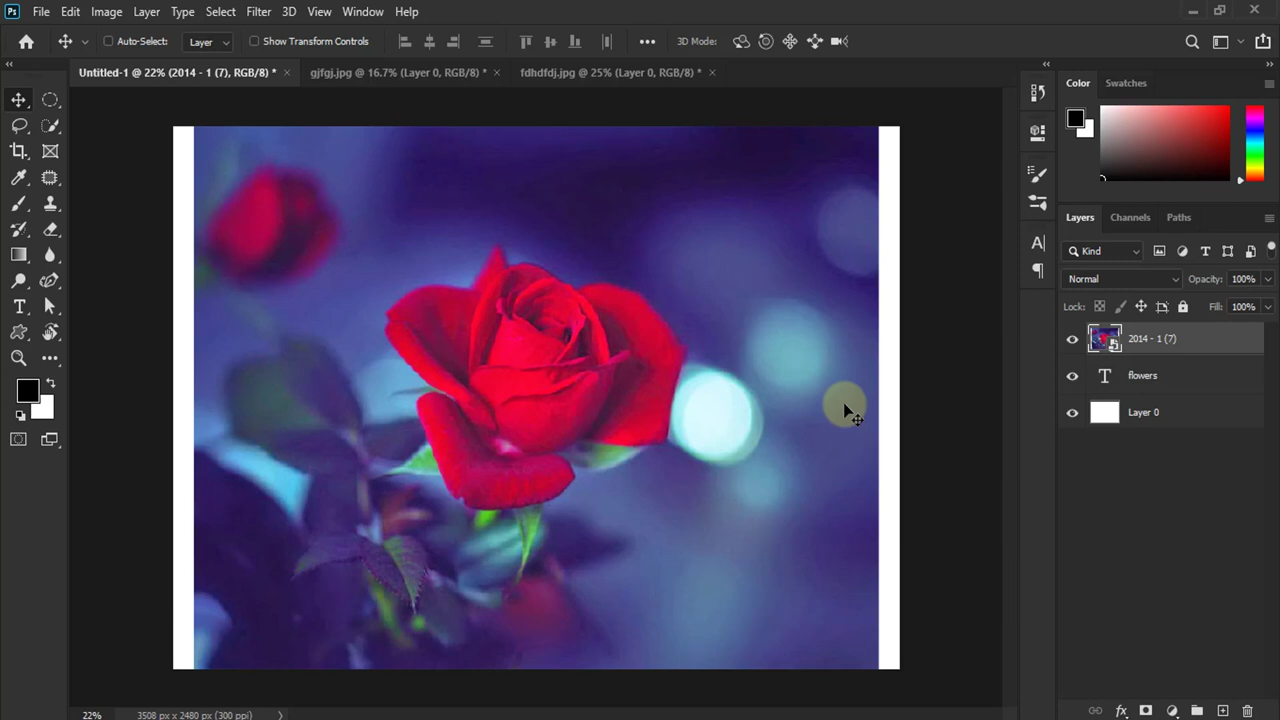 Ps File Edit Image Layer Type Select Filter 3D View Window Help
Auto-Select: Layer Show Transform Controls 3D Mode:
Untitled-1 @ 22% (2014 - 1 (7), RGB/8) * × gjfgj.jpg @ 16.7% (Layer 0, RGB/8) * × fdhdfdj.jpg @ 25% (Layer 0, RGB/8) * ×
Color Swatches
Layers Channels Paths
Kind
Normal Opacity: 100%
Lock: Fill: 100%
2014 - 1 (7)
flowers
Layer 0
22% 3508 px x 2480 px (300 ppi)